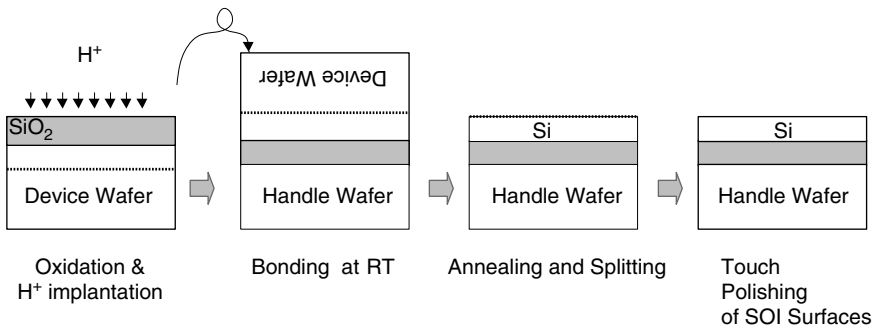 H+
SiO2
Device Wafer
Oxidation &
H+ implantation
Device Wafer
Handle Wafer
Bonding at RT
Si
Handle Wafer
Annealing and Splitting
Si
Handle Wafer
Touch
Polishing
of SOI Surfaces